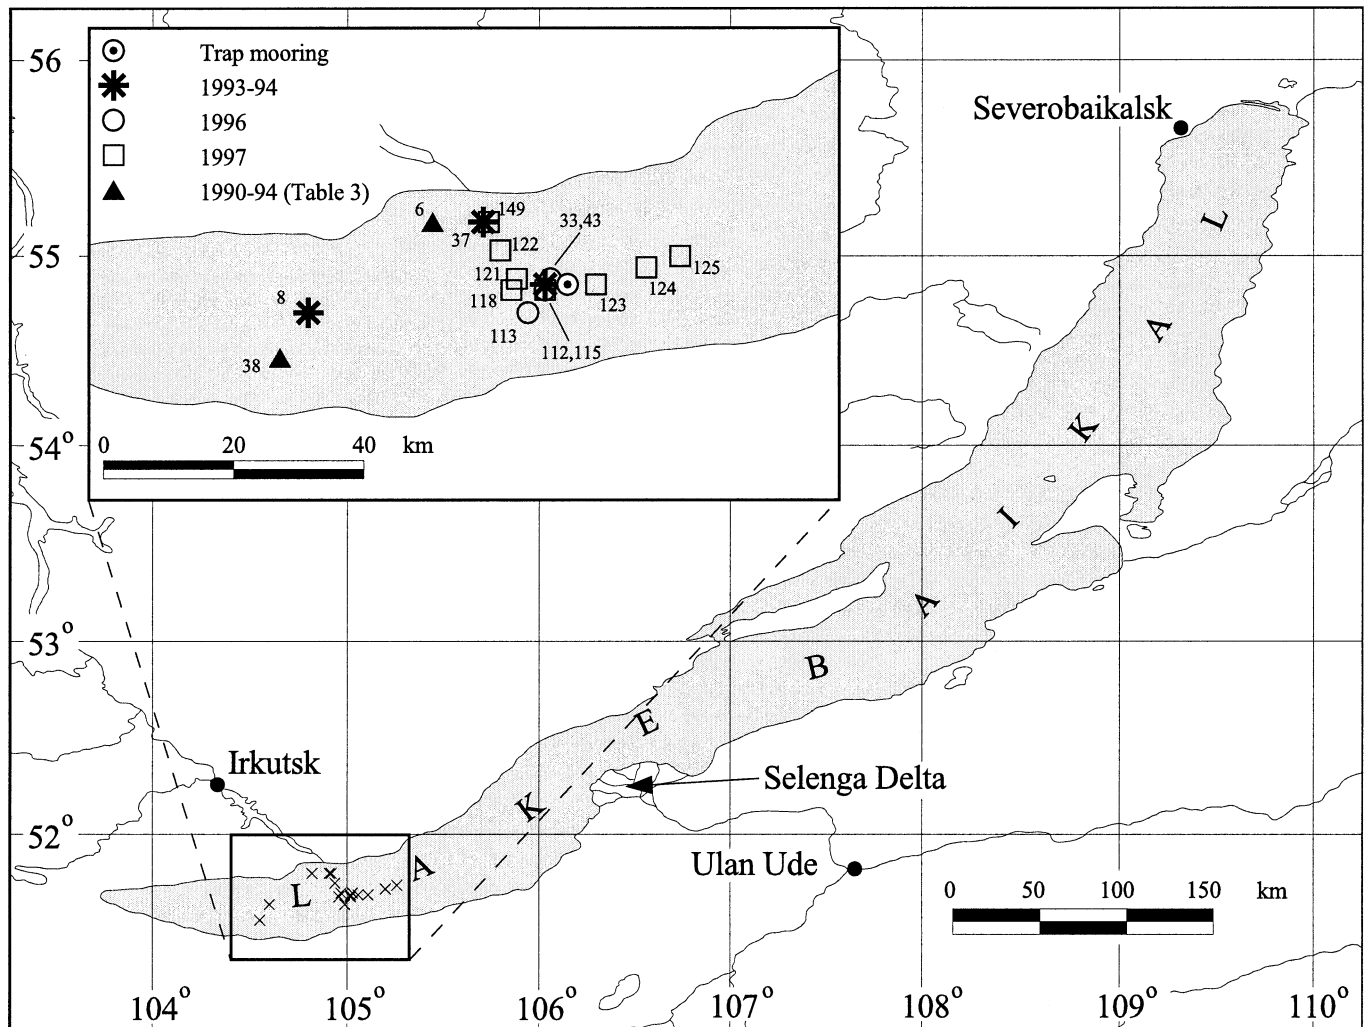 56
Trap mooring
1993-94
1996
1997
1990-94 (Table 3)
Severobaikalsk
6
149
33,43
37
122
55
121
125
118
124
8
123
113
112,115
38
0 20 40 km
54°
53°
52°
L A K E B A I K A L
Irkutsk
Selenga Delta
Ulan Ude
0 50 100 150 km
104° 105° 106° 107° 108° 109° 110°